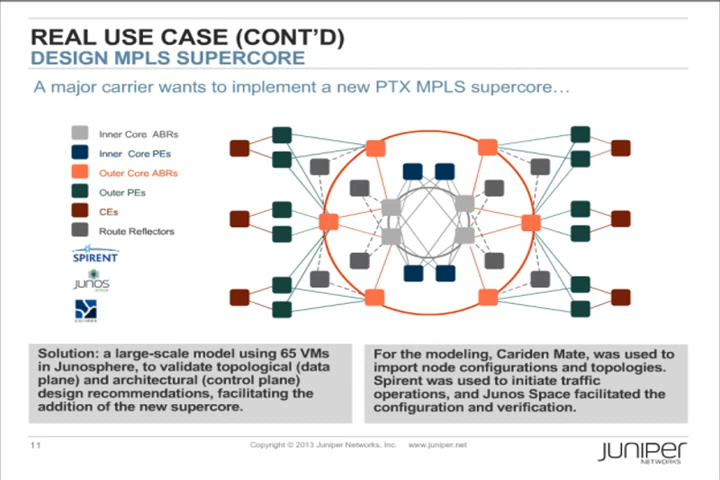 REAL USE CASE (CONT'D)
DESIGN MPLS SUPERCORE
A major carrier wants to implement a new PTX MPLS supercore…
Inner Core ABRs
Inner Core PEs
Outer Core ABRs
Outer PEs
CEs
Route Reflectors
SPIRENT
JUNOS
Solution: a large-scale model using 65 VMs
in Junosphere, to validate topological (data
plane) and architectural (control plane)
design recommendations, facilitating the
addition of the new supercore.
For the modeling, Cariden Mate, was used to
import node configurations and topologies.
Spirent was used to initiate traffic
operations, and Junos Space facilitated the
configuration and verification.
11
Copyright © 2013 Juniper Networks, Inc. www.juniper.net
JUNIPER
NETWORKS